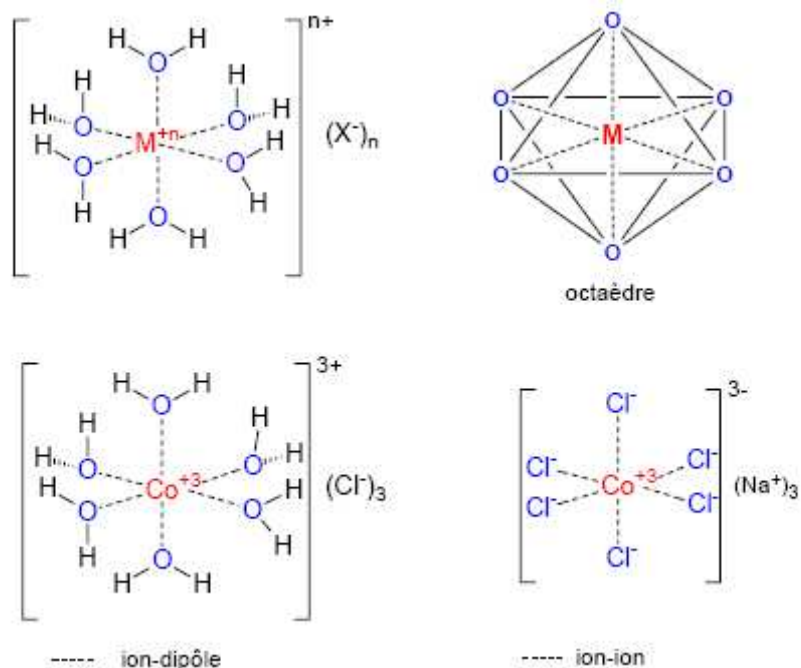 H H H H
n+
O
H O O H
M+n
(X-)n
H O O H
H H
O
H H
O
O O
M
O O
O
octaèdre
H H H H
3+
O
H O O H
Co+3
(Cl-)3
H O O H
H H
O
H H
3-
Cl-
Cl- Cl-
Co+3
(Na+)3
Cl- Cl-
Cl-
ion-dipôle
ion-ion